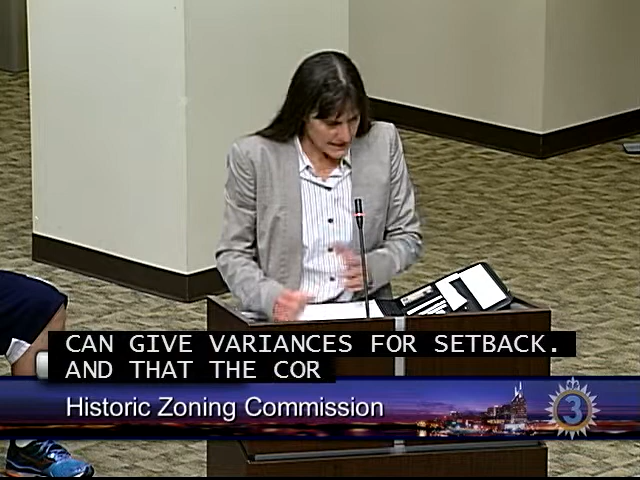 CAN GIVE VARIANCES FOR SETBACK.
AND THAT THE COR
Historic Zoning Commission
3